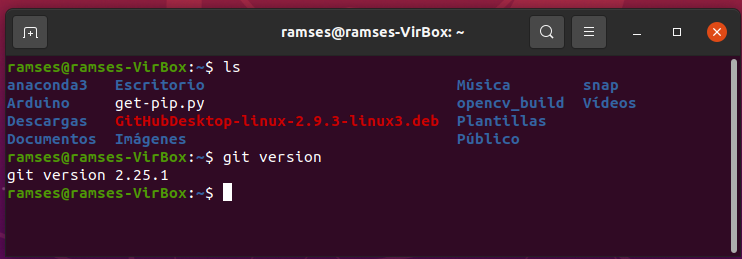 ramses@ramses-VirBox: ~
ramses@ramses-VirBox:~$ ls
anaconda3 Escritorio Música snap
Arduino get-pip.py opencv_build Vídeos
Descargas GitHubDesktop-linux-2.9.3-linux3.deb Plantillas
Documentos Imágenes Público
ramses@ramses-VirBox:~$ git version
git version 2.25.1
ramses@ramses-VirBox:~$